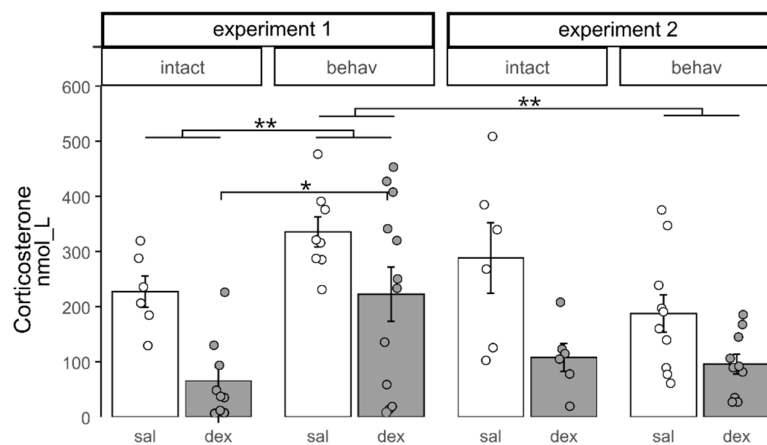 experiment 1
experiment 2
intact
behav
intact
behav
Corticosterone
nmol_L
600
500
400
300
200
100
0
**
**
*
sal
dex
sal
dex
sal
dex
sal
dex